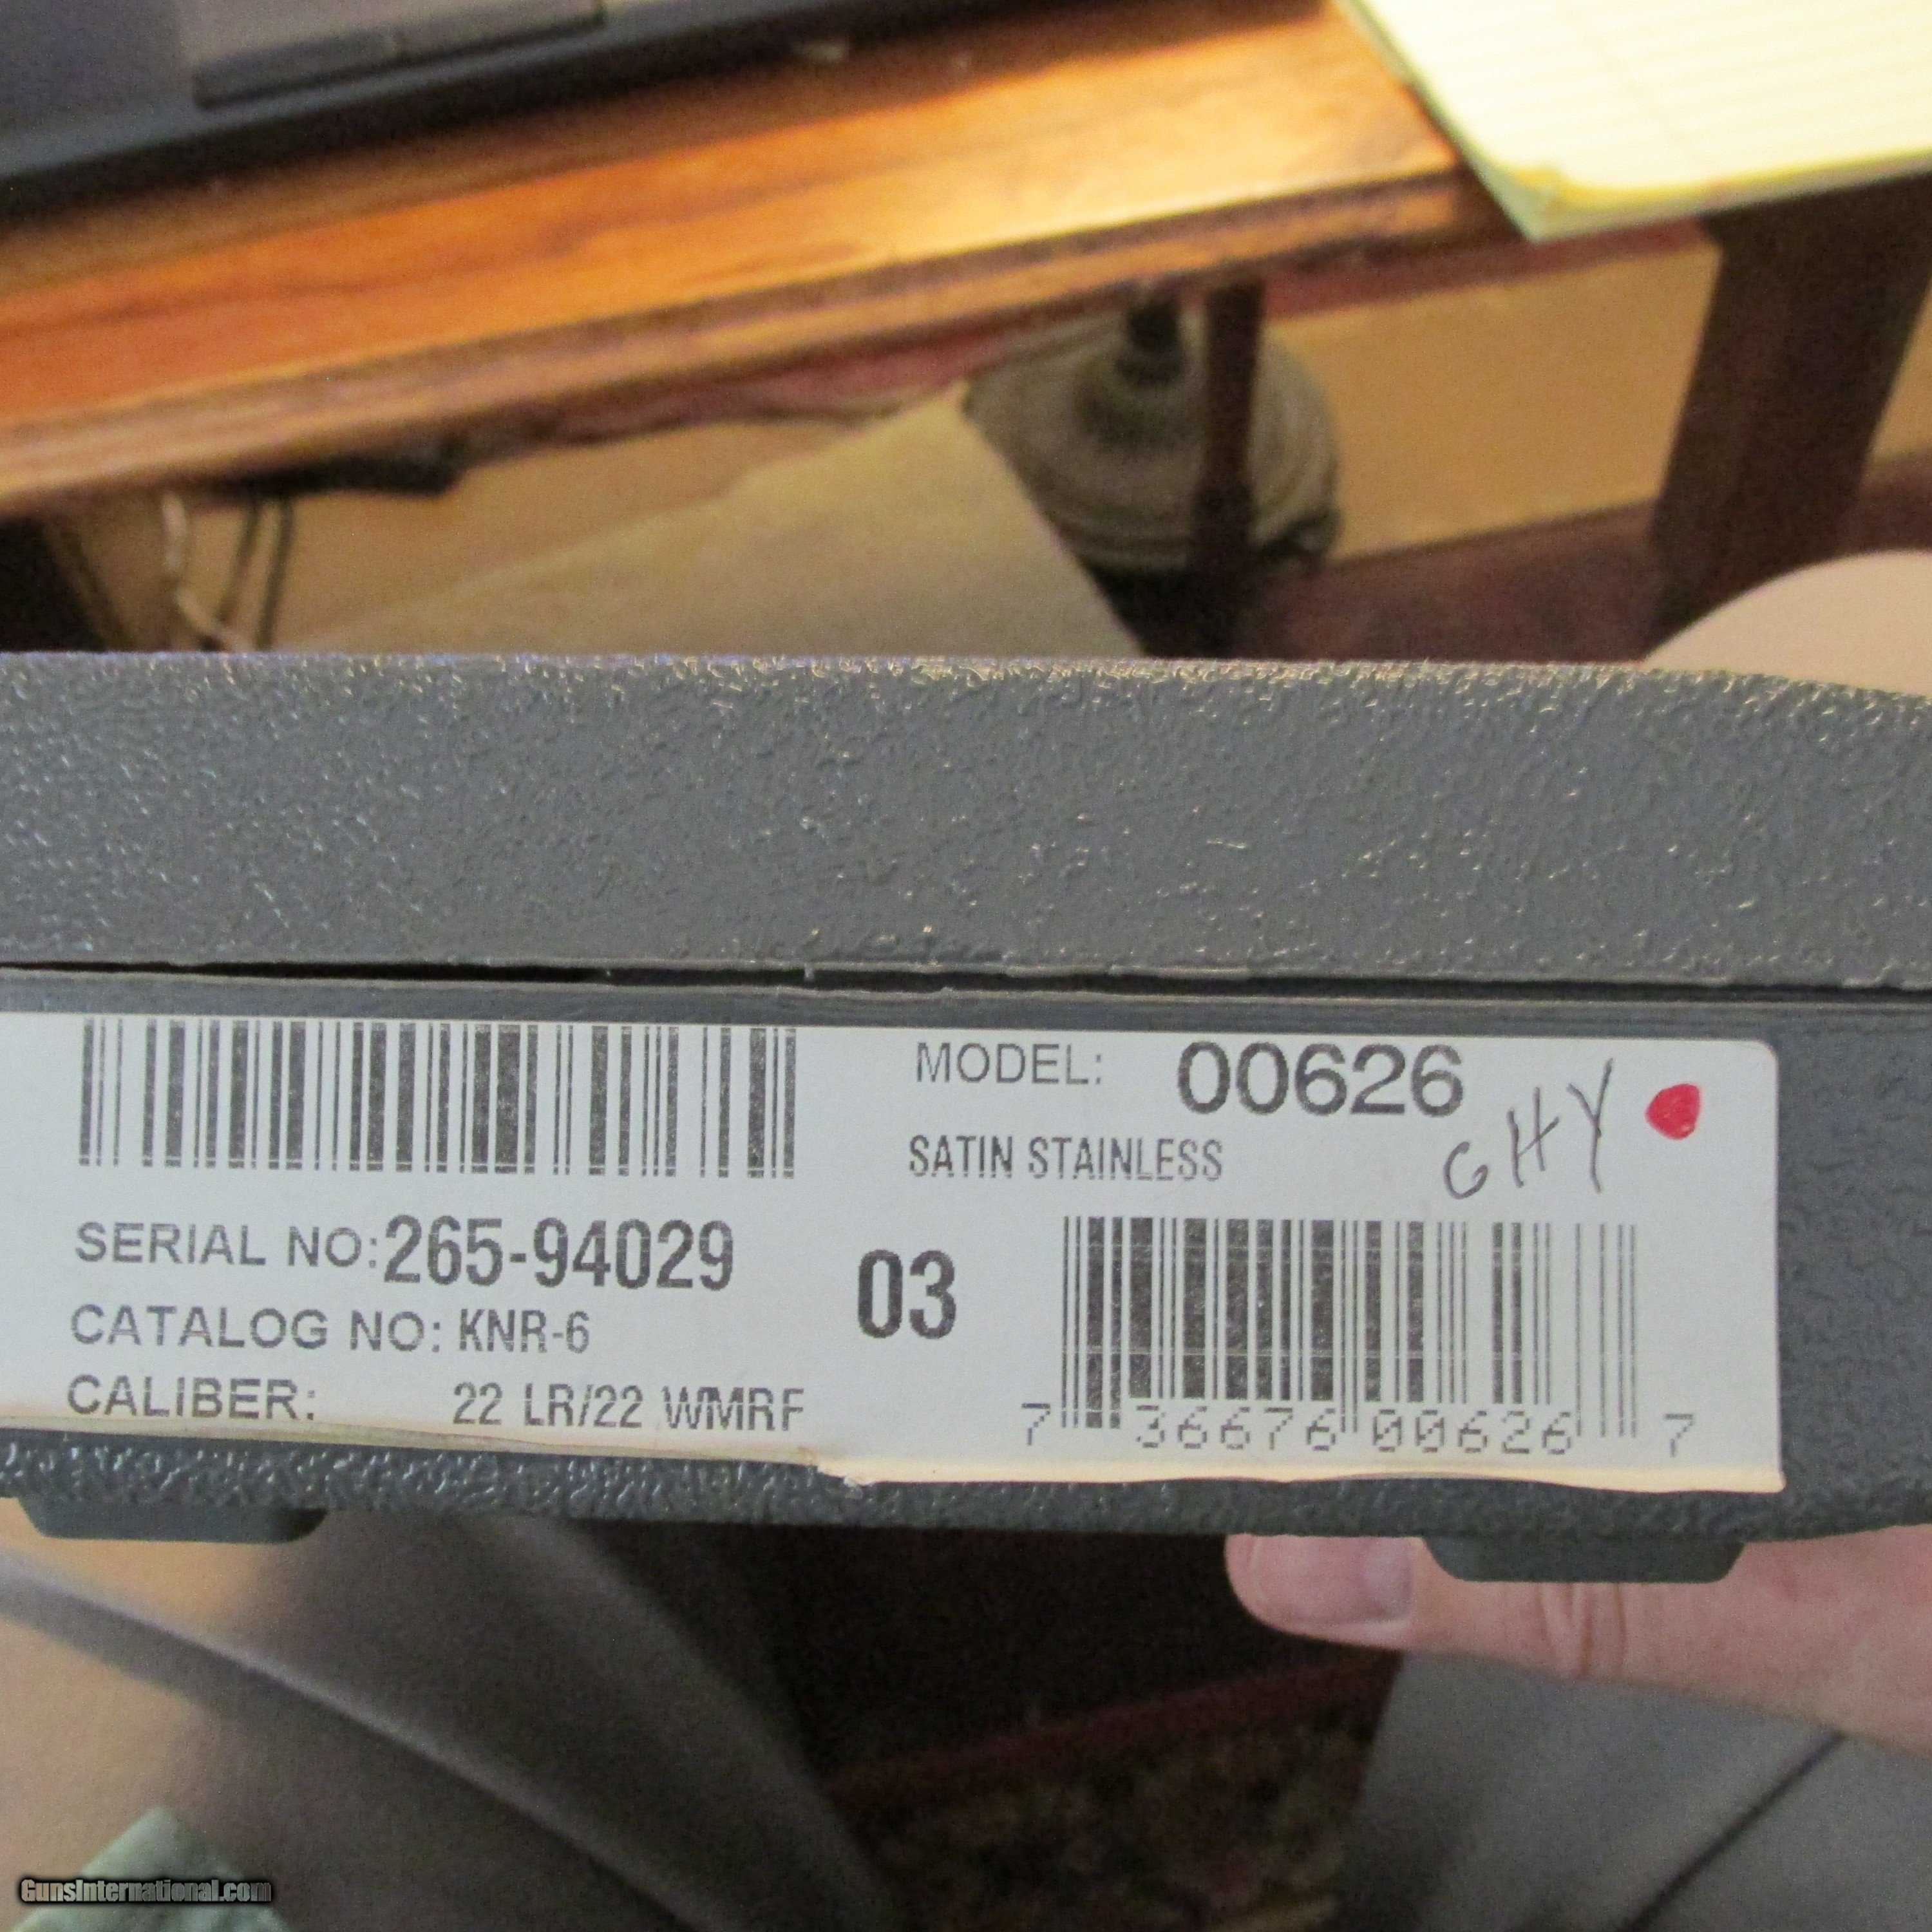 MODEL: 00626
SATIN STAINLESS
GHY
SERIAL NO: 265-94029
CATALOG NO: KNR-6
CALIBER: 22 LR/22 WMRF
03
7 36676 00626 7
GunsInternational.com